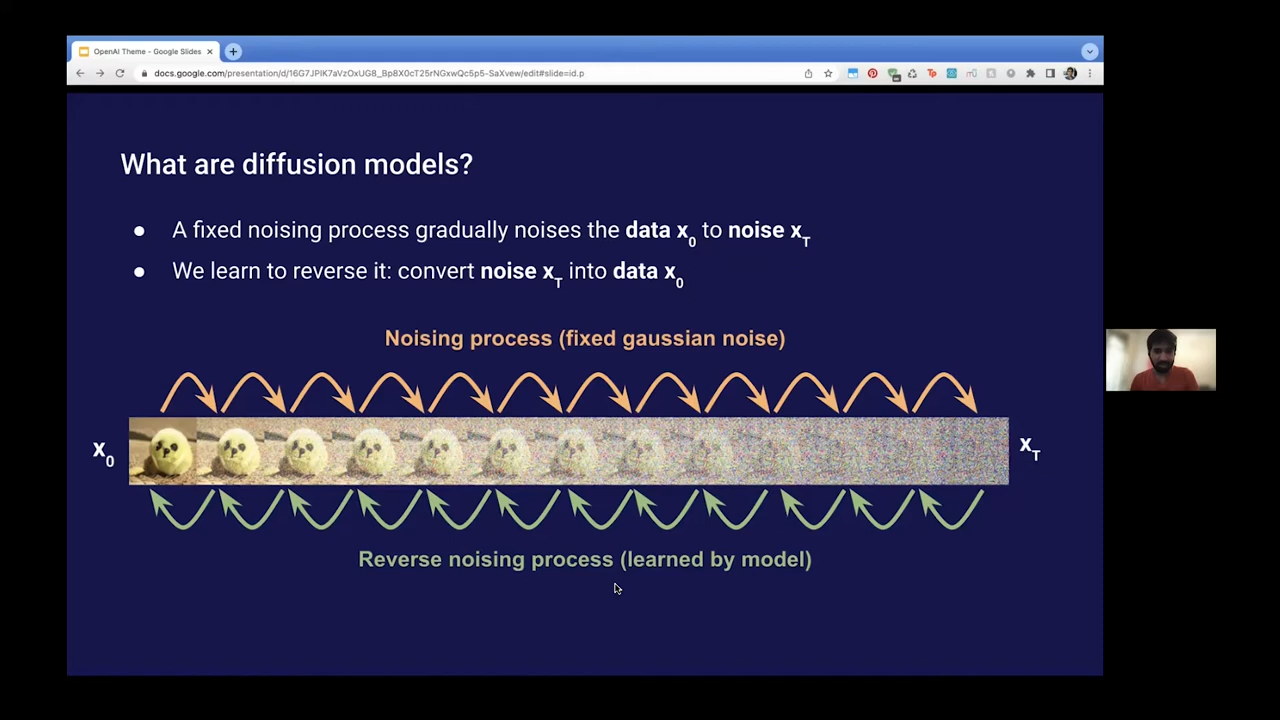 OpenAI Theme - Google Slides
docs.google.com/presentation/d/16G7JPIK7aVzOxUG8_Bp8X0cT25rNGxwQc5p5-SaXvew/edit#slide=id.p
What are diffusion models?
● A fixed noising process gradually noises the data x0 to noise xT
● We learn to reverse it: convert noise xT into data x0
Noising process (fixed gaussian noise)
x0
xT
Reverse noising process (learned by model)